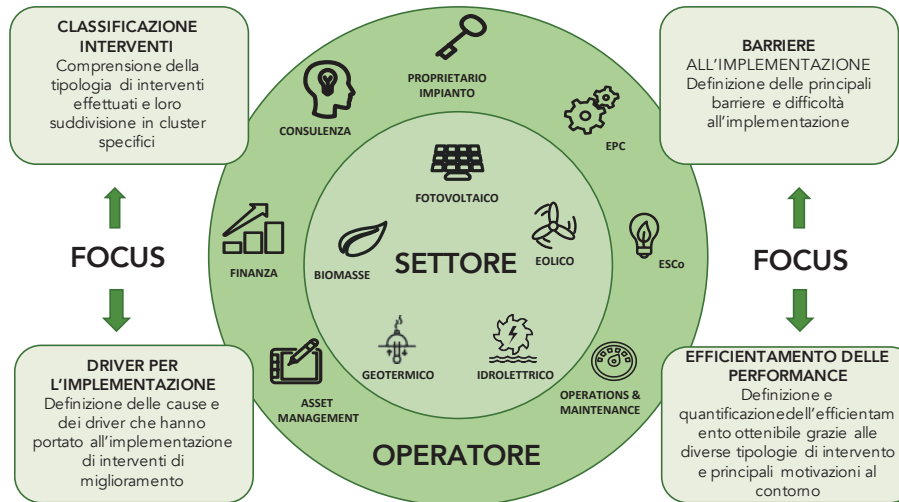 CLASSIFICAZIONE
INTERVENTI
Comprensione della
tipologia di interventi
effettuati e loro
suddivisione in cluster
specifici
FOCUS
DRIVER PER
L'IMPLEMENTAZIONE
Definizione delle cause e
dei driver che hanno
portato all'implementazione
di interventi di
miglioramento
PROPRIETARIO
IMPIANTO
CONSULENZA
EPC
FINANZA
ESCo
ASSET
MANAGEMENT
OPERATIONS &
MAINTENANCE
OPERATORE
FOTOVOLTAICO
BIOMASSE
SETTORE
EOLICO
GEOTERMICO
IDROLETTRICO
BARRIERE
ALL'IMPLEMENTAZIONE
Definizione delle principali
barriere e difficoltà
all'implementazione
FOCUS
EFFICIENTAMENTO DELLE
PERFORMANCE
Definizione e
quantificazionedell'efficientam
ento ottenibile grazie alle
diverse tipologie di intervento
e principali motivazioni al
contorno